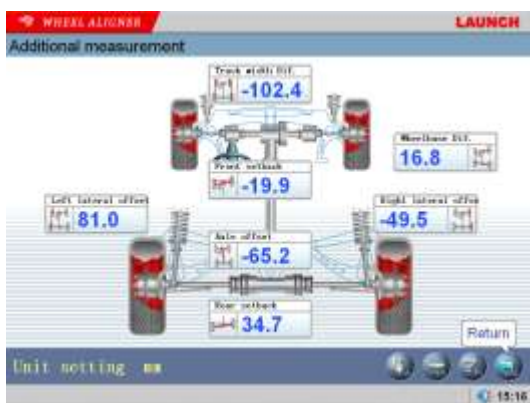 WHEEL ALIGNER
LAUNCH
Additional measurement
Track width Dif.
-102.4
Wheelbase Dif.
16.8
Front setback
-19.9
Left lateral offset
81.0
Right lateral offse
-49.5
Axle offset
-65.2
Rear setback
34.7
Return
Unit setting mm
15:16